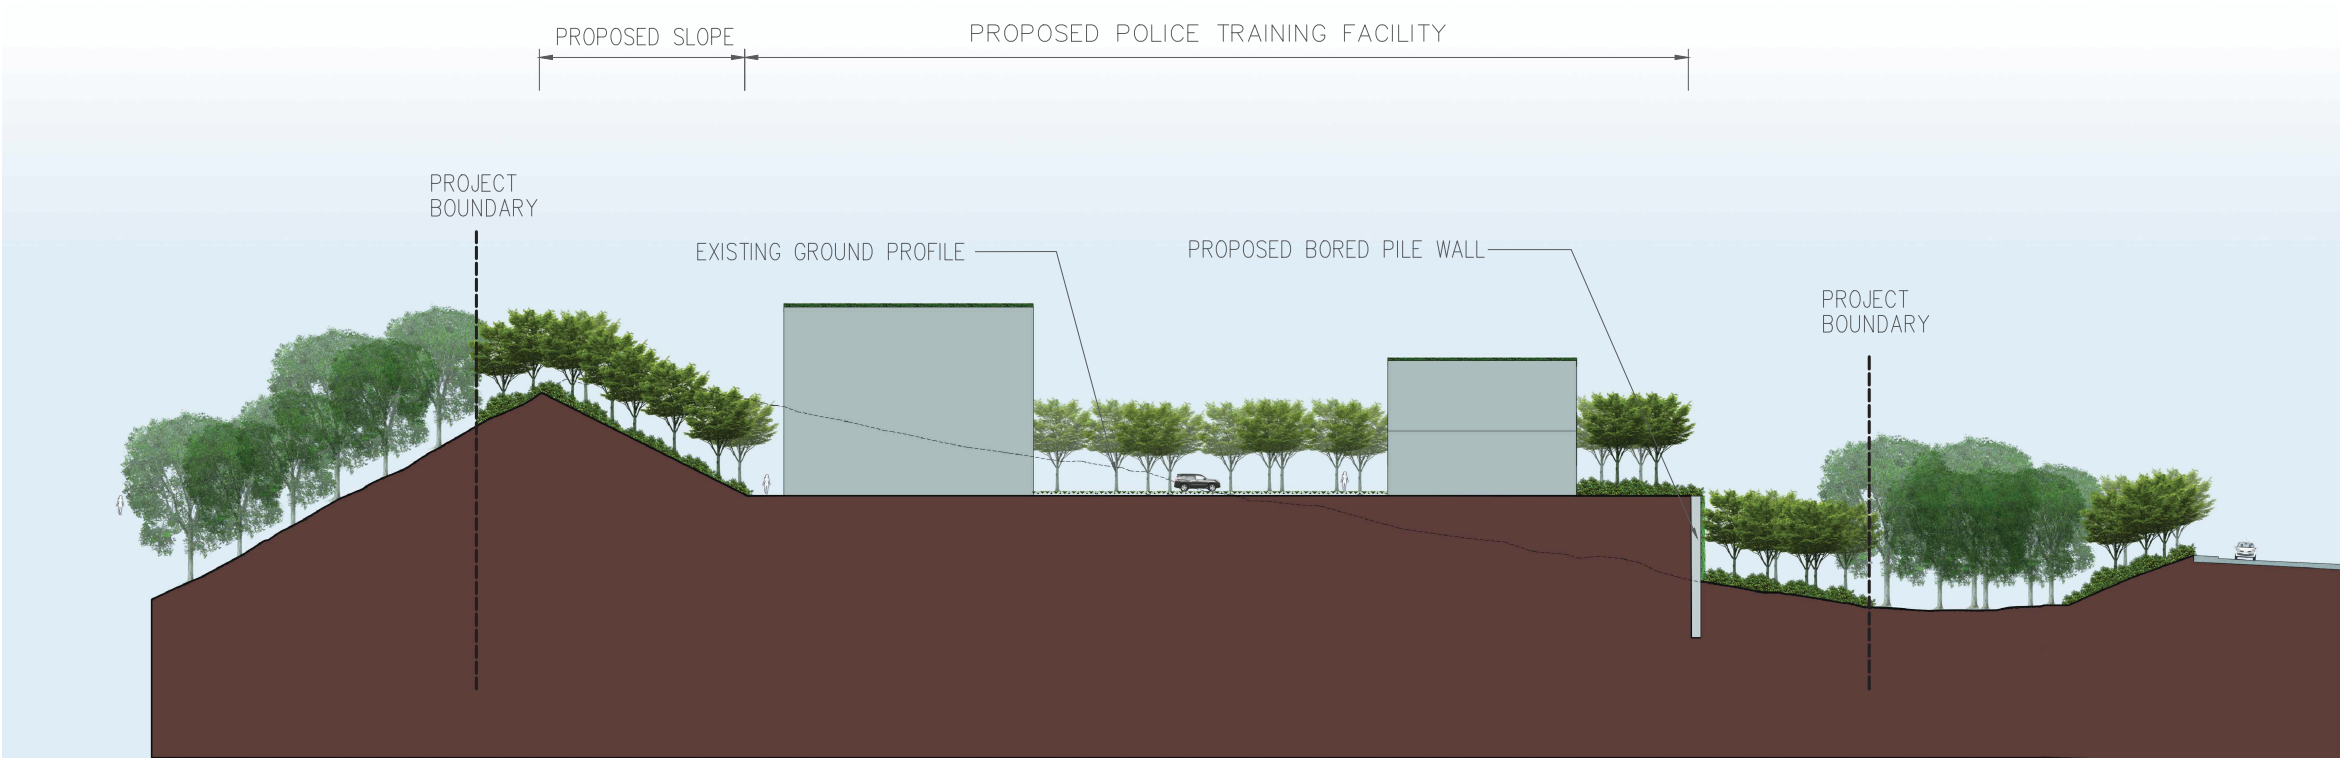 PROPOSED SLOPE
PROPOSED POLICE TRAINING FACILITY
PROJECT
BOUNDARY
EXISTING GROUND PROFILE
PROPOSED BORED PILE WALL
PROJECT
BOUNDARY